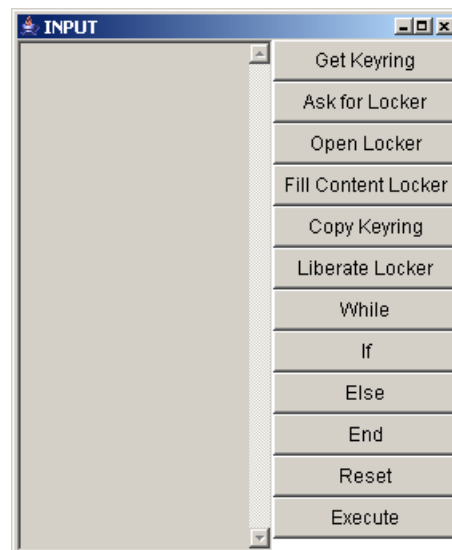 INPUT
Get Keyring
Ask for Locker
Open Locker
Fill Content Locker
Copy Keyring
Liberate Locker
While
If
Else
End
Reset
Execute